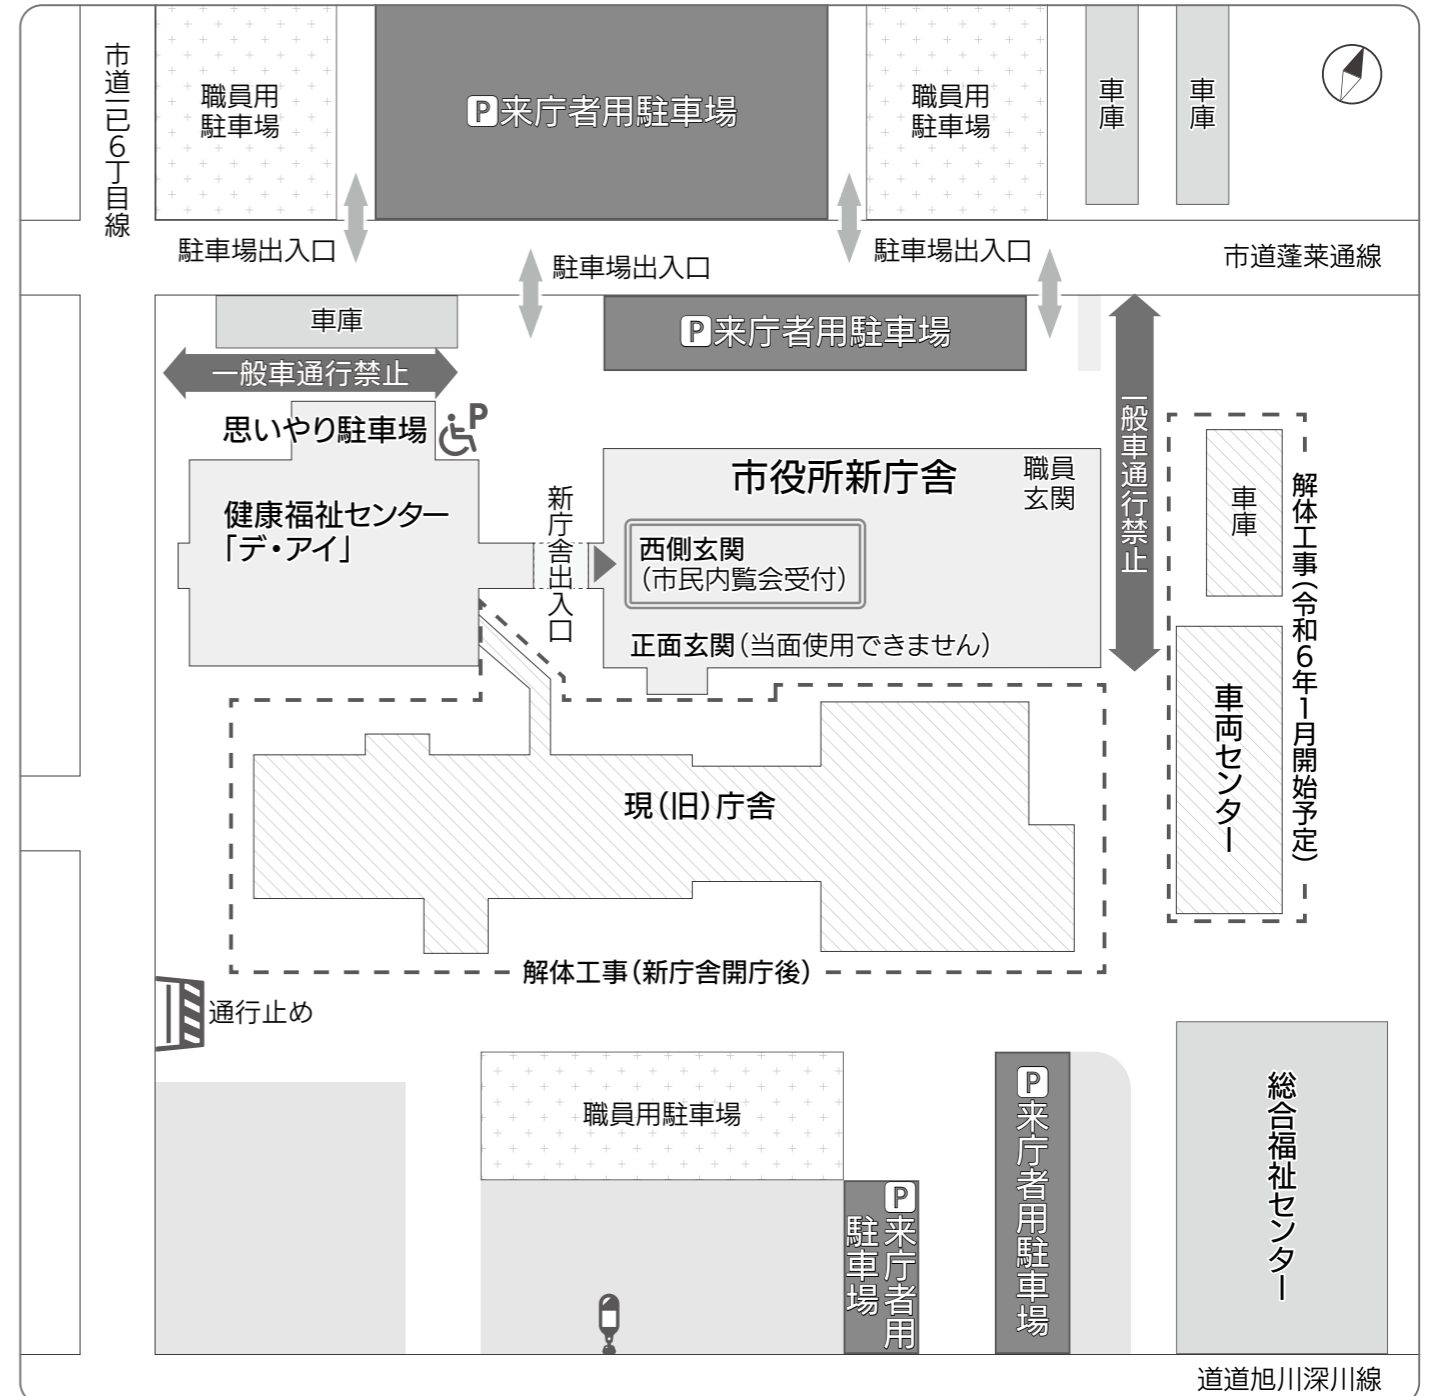 市道一已6丁目線
職員用
駐車場
P来庁者用駐車場
職員用
駐車場
車庫
車庫
駐車場出入口
駐車場出入口
駐車場出入口
市道蓬莱通線
車庫
P来庁者用駐車場
一般車通行禁止
思いやり駐車場
P
健康福祉センター
「デ・アイ」
新庁舎出入口
市役所新庁舎
職員
玄関
西側玄関
（市民内覧会受付）
正面玄関（当面使用できません）
一般車通行禁止
車庫
車両センター
解体工事（令和6年1月開始予定）
現（旧）庁舎
解体工事（新庁舎開庁後）
通行止め
職員用駐車場
P来庁者用
駐車場
P来庁者用駐車場
総合福祉センター
道道旭川深川線